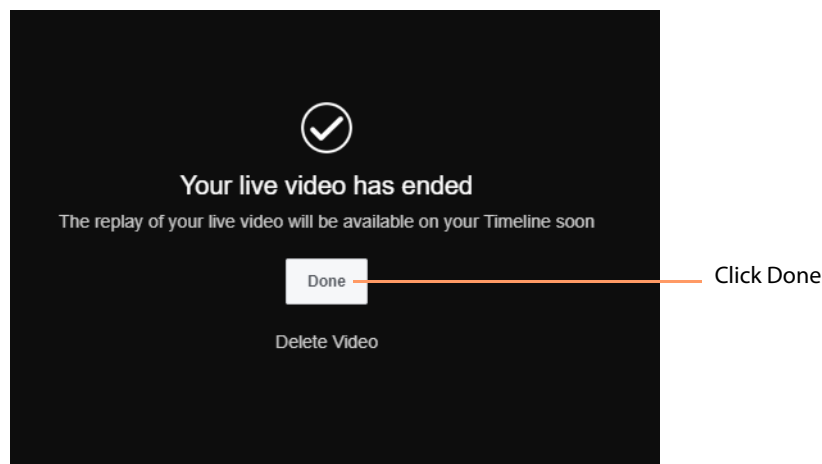 Your live video has ended
The replay of your live video will be available on your Timeline soon
Done
Click Done
Delete Video